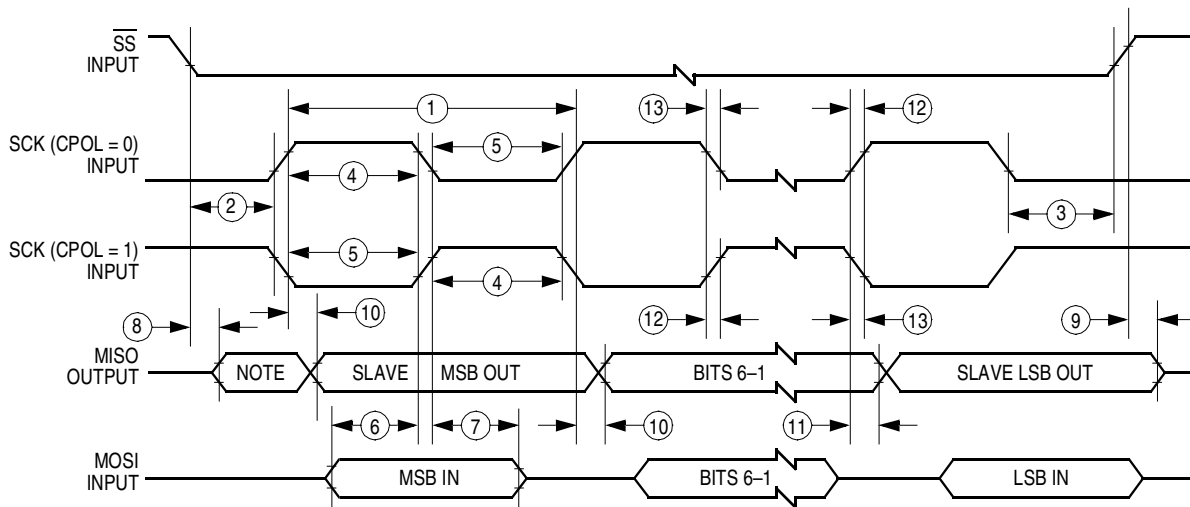 SS
INPUT
1
13
12
SCK (CPOL = 0)
INPUT
5
4
2
3
SCK (CPOL = 1)
INPUT
5
4
8
10
12
13
9
MISO
OUTPUT
NOTE
SLAVE MSB OUT
BITS 6–1
SLAVE LSB OUT
6
7
10
11
MOSI
INPUT
MSB IN
BITS 6–1
LSB IN